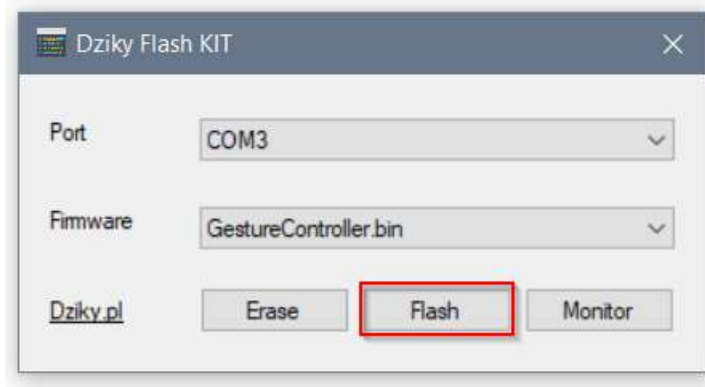 Dziky Flash KIT
Port
COM3
Firmware
GestureController.bin
Dziky.pl
Erase
Flash
Monitor